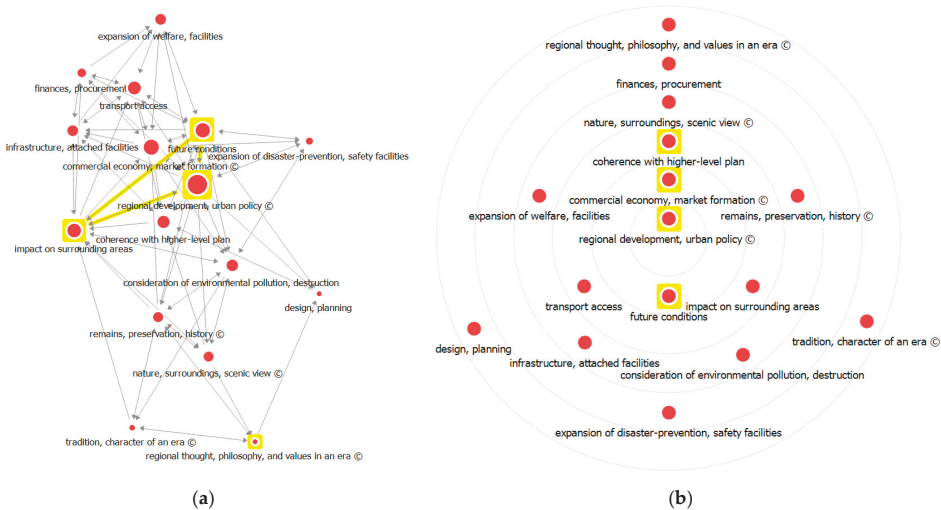 expansion of welfare, facilities
finances, procurement
transport access
infrastructure, attached facilities
future conditions
expansion of disaster-prevention, safety facilities
commercial economy, market formation ©
regional development, urban policy ©
coherence with higher-level plan
impact on surrounding areas
consideration of environmental pollution, destruction
design, planning
remains, preservation, history ©
nature, surroundings, scenic view ©
tradition, character of an era ©
regional thought, philosophy, and values in an era ©
(a)
regional thought, philosophy, and values in an era ©
finances, procurement
nature, surroundings, scenic view ©
coherence with higher-level plan
commercial economy, market formation ©
expansion of welfare, facilities
remains, preservation, history ©
regional development, urban policy ©
transport access
impact on surrounding areas
future conditions
design, planning
tradition, character of an era ©
infrastructure, attached facilities
consideration of environmental pollution, destruction
expansion of disaster-prevention, safety facilities
(b)